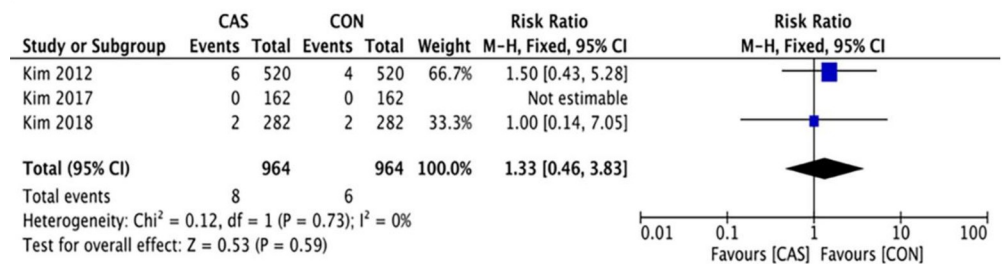 CAS CON Risk Ratio Risk Ratio
Study or Subgroup Events Total Events Total Weight M-H, Fixed, 95% CI M-H, Fixed, 95% CI
Kim 2012 6 520 4 520 66.7% 1.50 [0.43, 5.28]
Kim 2017 0 162 0 162 Not estimable
Kim 2018 2 282 2 282 33.3% 1.00 [0.14, 7.05]
Total (95% CI) 964 964 100.0% 1.33 [0.46, 3.83]
Total events 8 6
Heterogeneity: Chi² = 0.12, df = 1 (P = 0.73); I² = 0%
Test for overall effect: Z = 0.53 (P = 0.59)
0.01 0.1 1 10 100
Favours [CAS] Favours [CON]